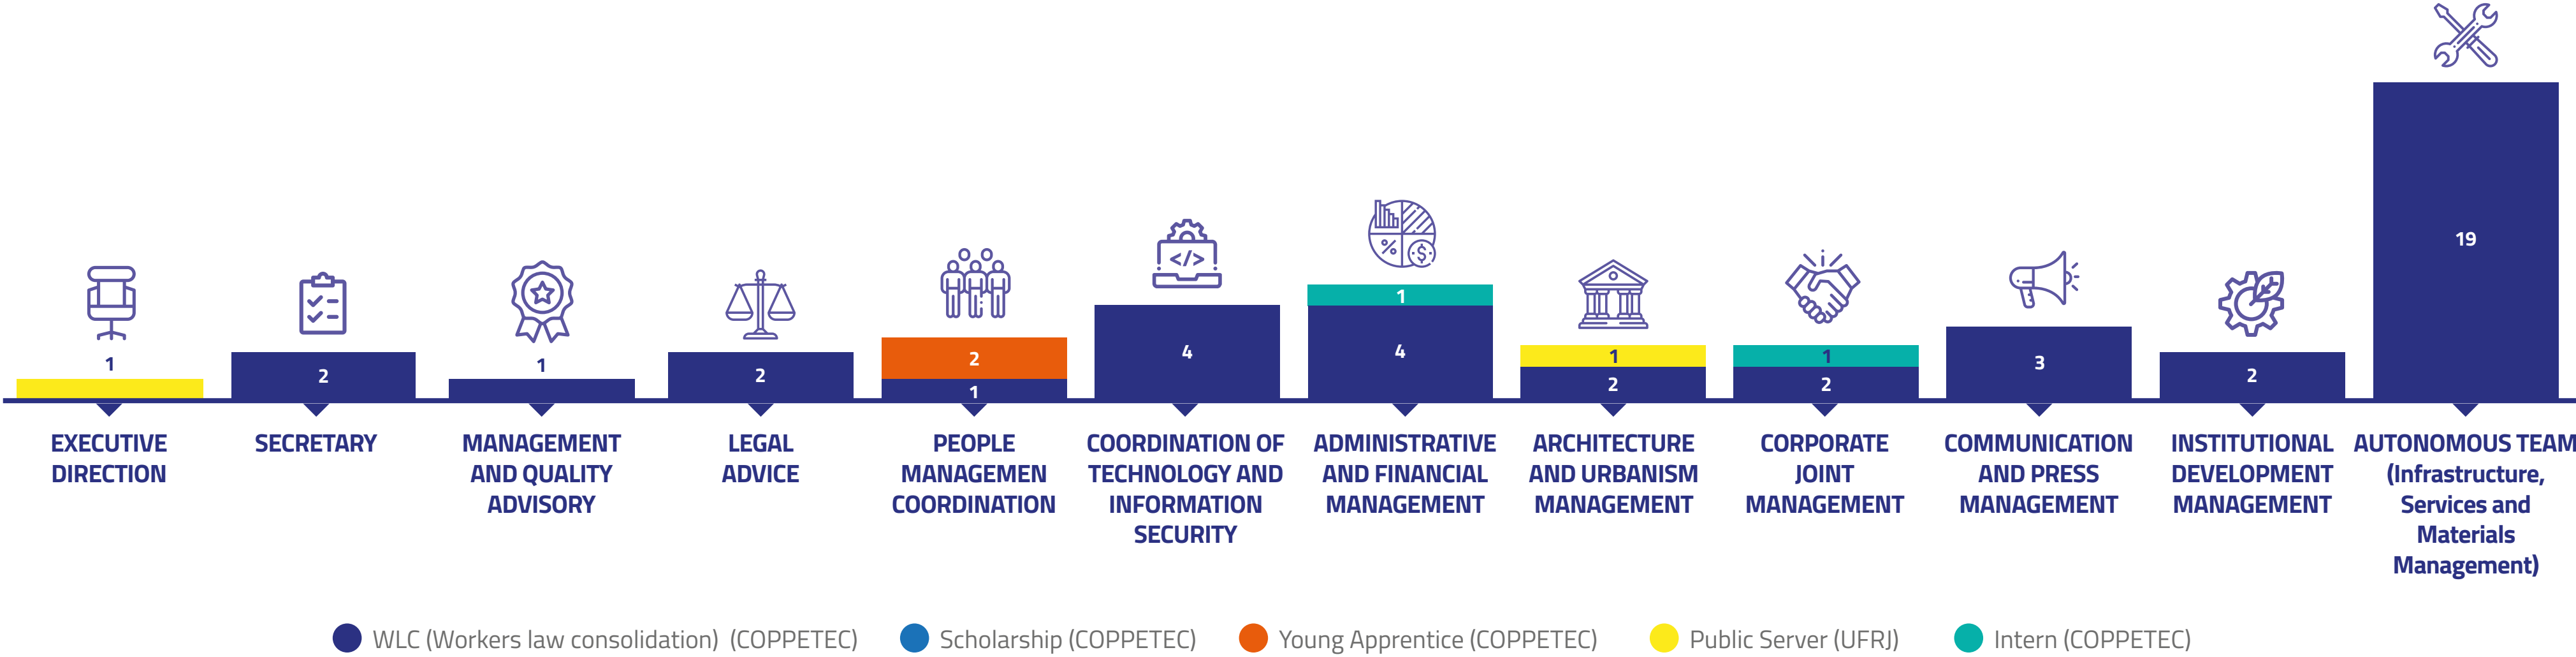 19
1
4
4
1
2
1
2
3
2
2
1
1
2
1
2
1
2
</>
%
$
EXECUTIVE
DIRECTION
SECRETARY
MANAGEMENT
AND QUALITY
ADVISORY
LEGAL
ADVICE
PEOPLE
MANAGEMEN
COORDINATION
COORDINATION OF
TECHNOLOGY AND
INFORMATION
SECURITY
ADMINISTRATIVE
AND FINANCIAL
MANAGEMENT
ARCHITECTURE
AND URBANISM
MANAGEMENT
CORPORATE
JOINT
MANAGEMENT
COMMUNICATION
AND PRESS
MANAGEMENT
INSTITUTIONAL
DEVELOPMENT
MANAGEMENT
AUTONOMOUS TEAM
(Infrastructure,
Services and
Materials
Management)
WLC (Workers law consolidation) (COPPETEC)
Scholarship (COPPETEC)
Young Apprentice (COPPETEC)
Public Server (UFRJ)
Intern (COPPETEC)